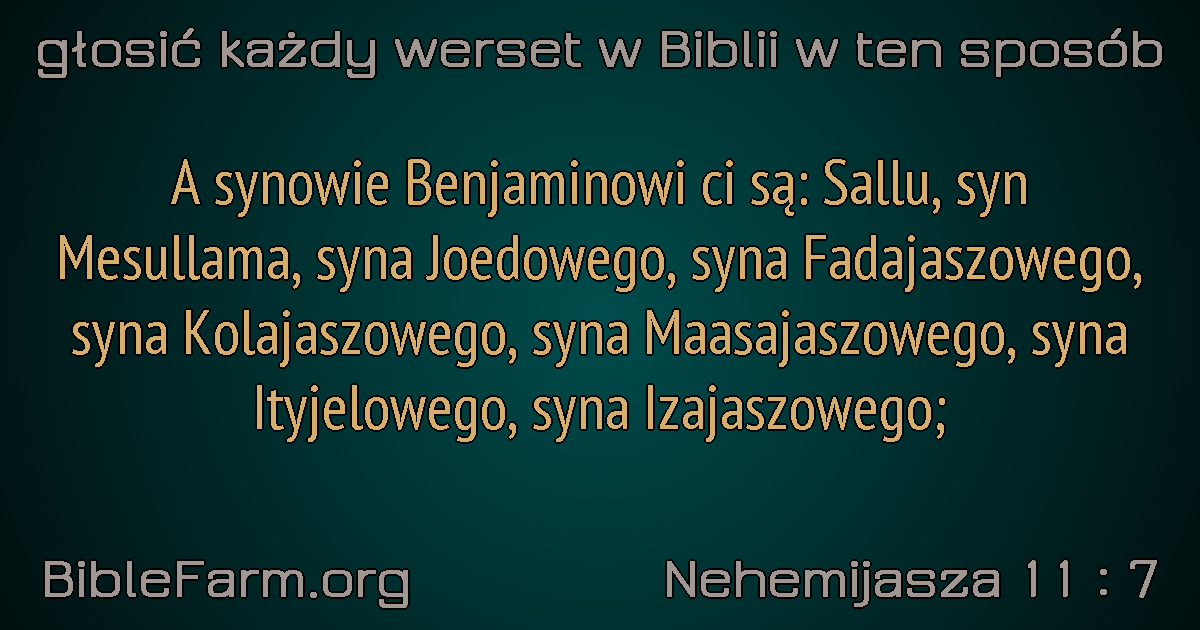 głosić każdy werset w Biblii w ten sposób
A synowie Benjaminowi ci są: Sallu, syn
Mesullama, syna Joedowego, syna Fadajaszowego,
syna Kolajaszowego, syna Maasajaszowego, syna
Ityjelowego, syna Izajaszowego;
BibleFarm.org
Nehemijasza 11 : 7